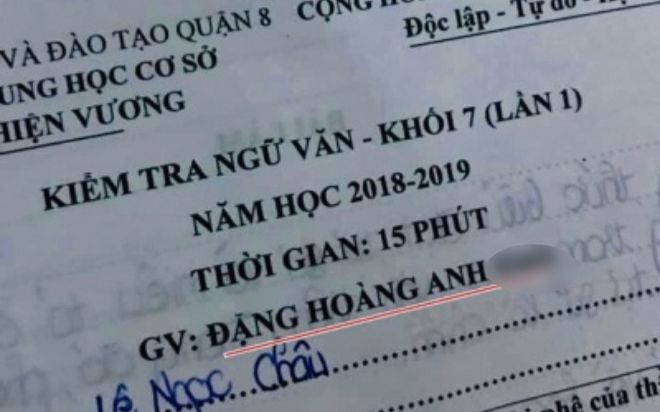 VÀ ĐÀO TẠO QUẬN 8
CỘNG
Độc lập - Tự do -
UNG HỌC CƠ SỞ
HIỆN VƯƠNG
KIỂM TRA NGỮ VĂN - KHỐI 7 (LẦN 1)
NĂM HỌC 2018-2019
THỜI GIAN: 15 PHÚT
GV: ĐẶNG HOÀNG ANH
Lê Ngọc Châu
của